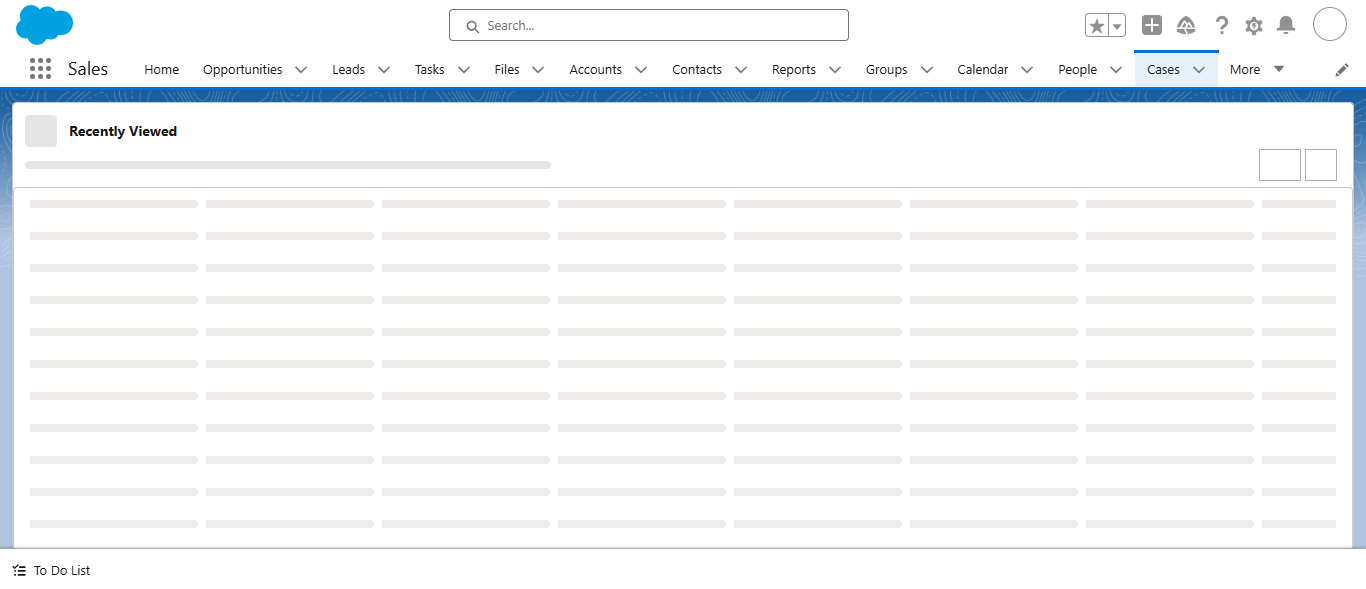 Search...
Sales
Home
Opportunities
Leads
Tasks
Files
Accounts
Contacts
Reports
Groups
Calendar
People
Cases
More
Recently Viewed
To Do List